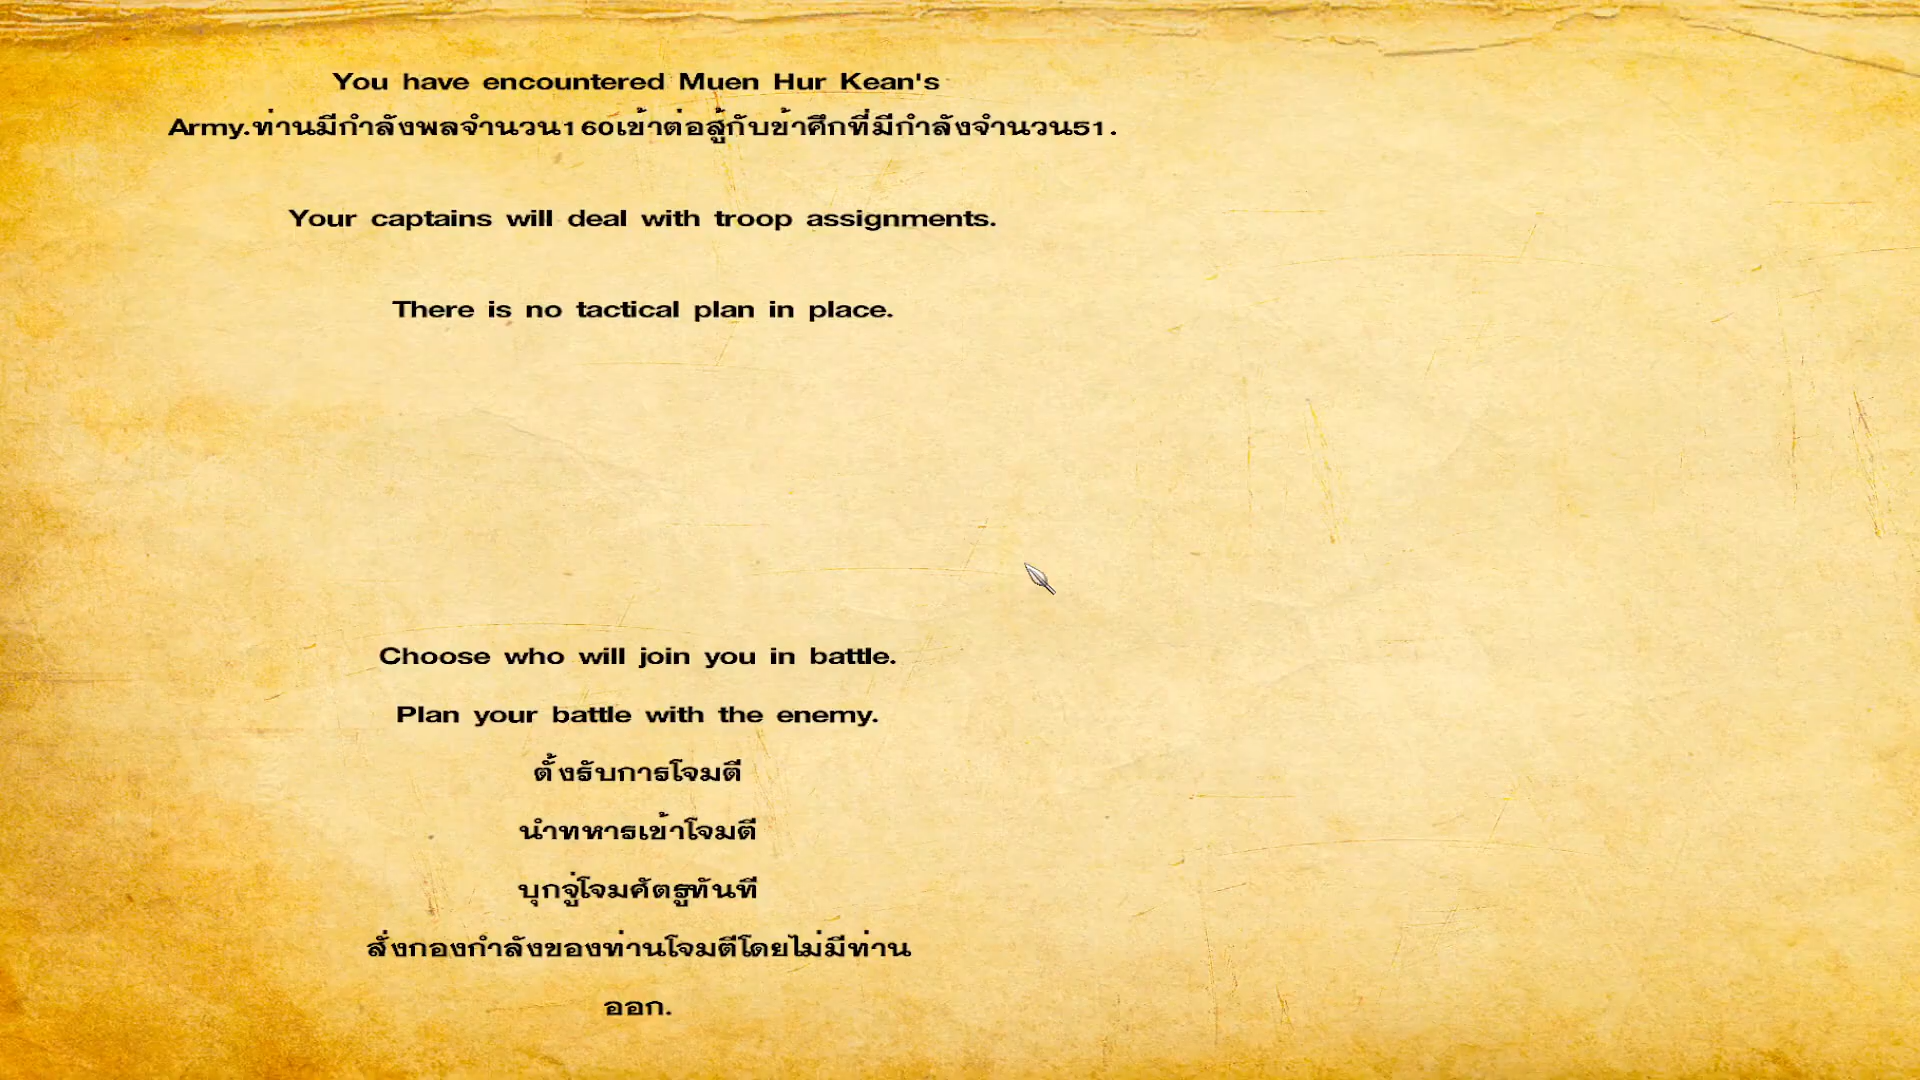 You have encountered Muen Hur Kean's
Army.ท่านมีกำลังพลจำนวน160เข้าต่อสู้กับข้าศึกที่มีกำลังจำนวน51.
Your captains will deal with troop assignments.
There is no tactical plan in place.
Choose who will join you in battle.
Plan your battle with the enemy.
ตั้งรับการโจมตี
นำทหารเข้าโจมตี
บุกจู่โจมศัตรูทันที
สั่งกองกำลังของท่านโจมตีโดยไม่มีท่าน
ออก.